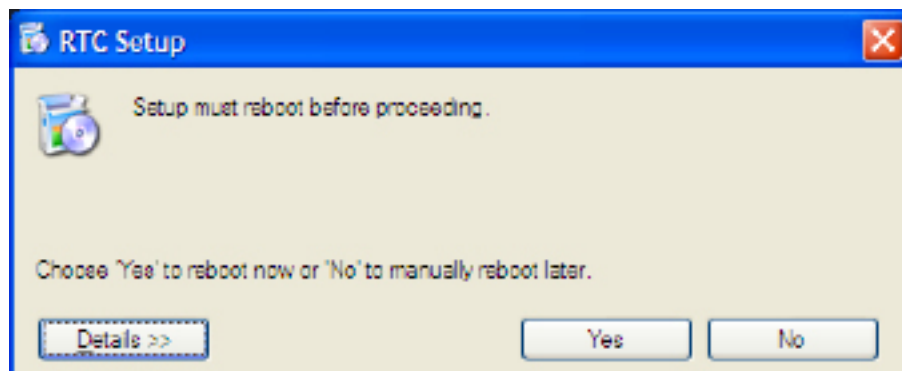 RTC Setup
Setup must reboot before proceeding.
Choose 'Yes' to reboot now or 'No' to manually reboot later.
Details >>
Yes
No